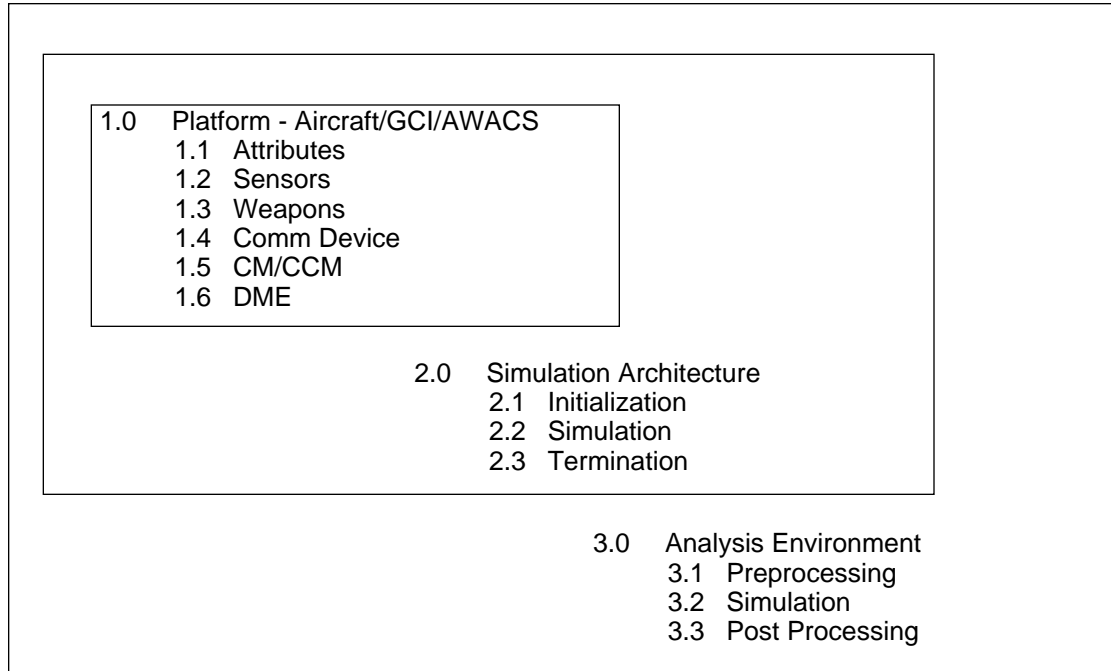 1.0 Platform - Aircraft/GCI/AWACS
1.1 Attributes
1.2 Sensors
1.3 Weapons
1.4 Comm Device
1.5 CM/CCM
1.6 DME
2.0 Simulation Architecture
2.1 Initialization
2.2 Simulation
2.3 Termination
3.0 Analysis Environment
3.1 Preprocessing
3.2 Simulation
3.3 Post Processing